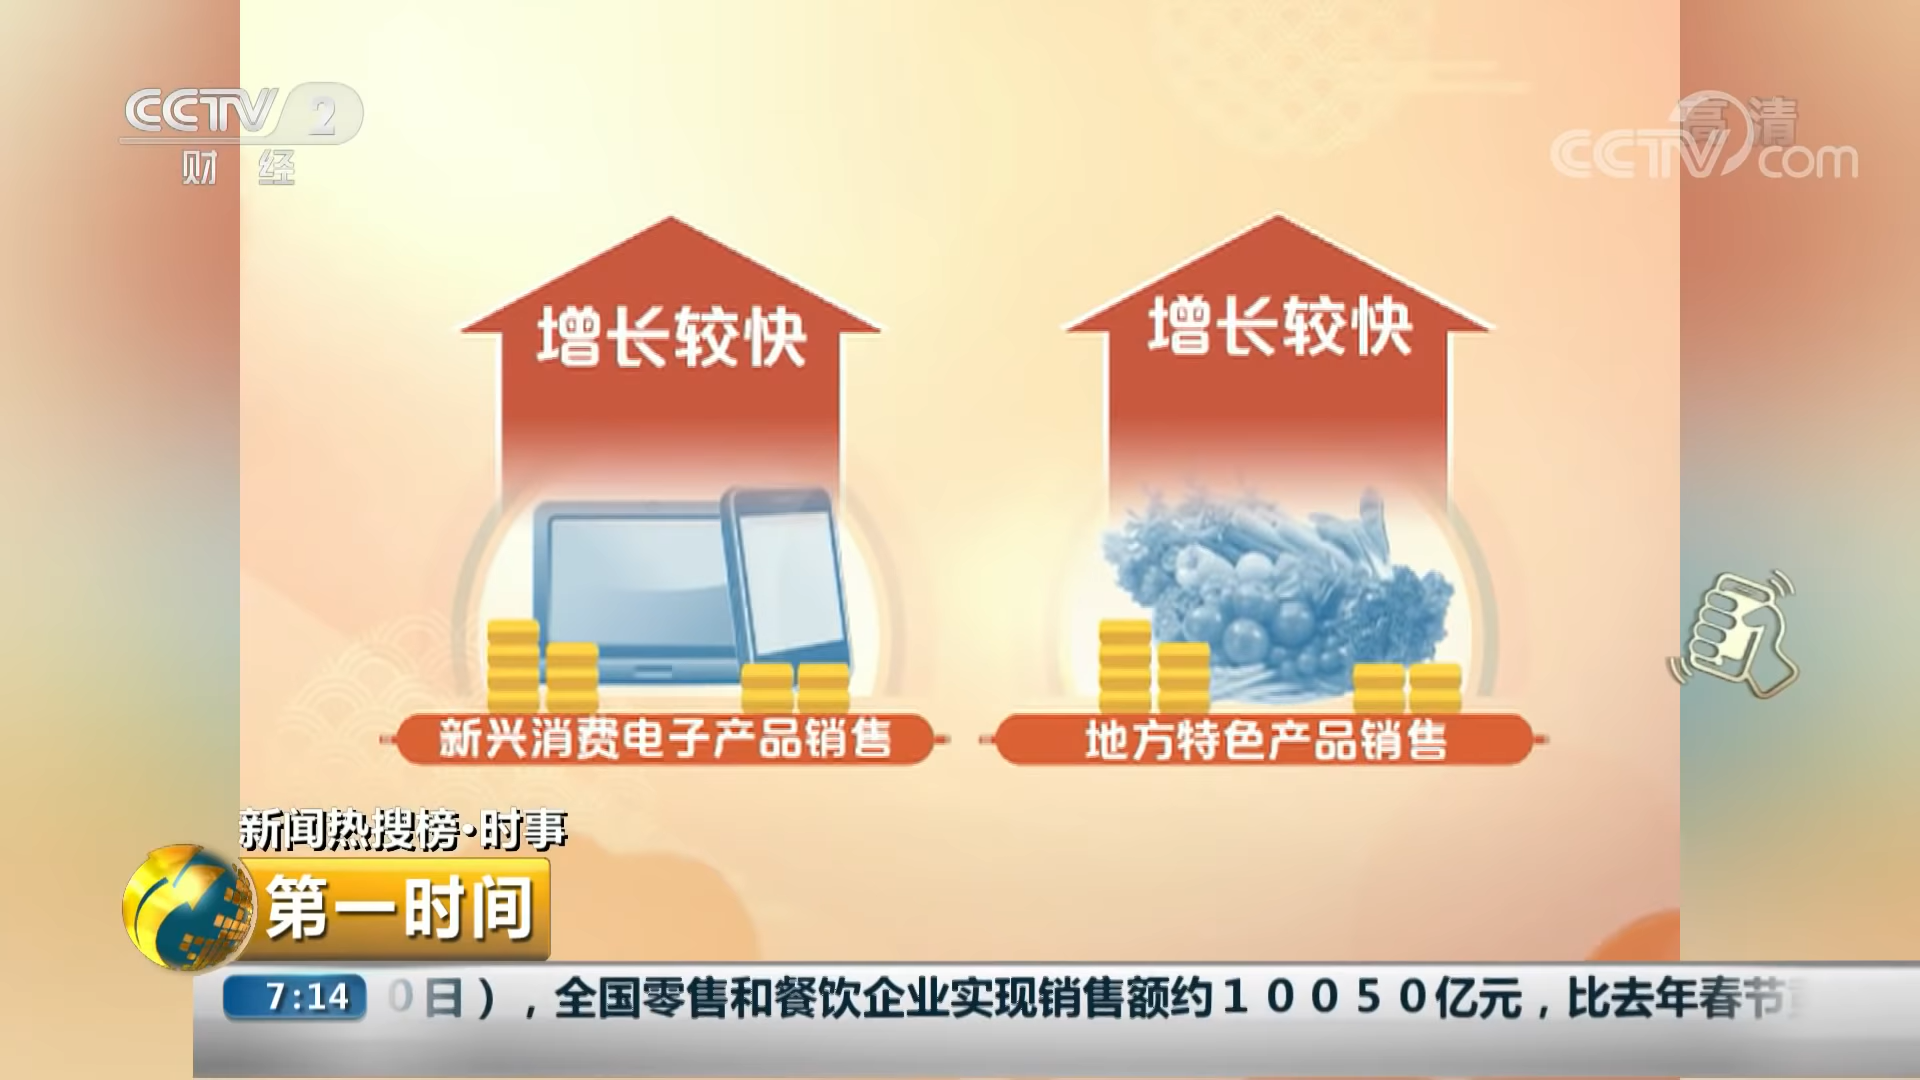 CCTV 2
财 经
高清
CCTV com
增长较快
增长较快
新兴消费电子产品销售
地方特色产品销售
新闻热搜榜·时事
第一时间
7:14
0日），全国零售和餐饮企业实现销售额约１００５０亿元，比去年春节